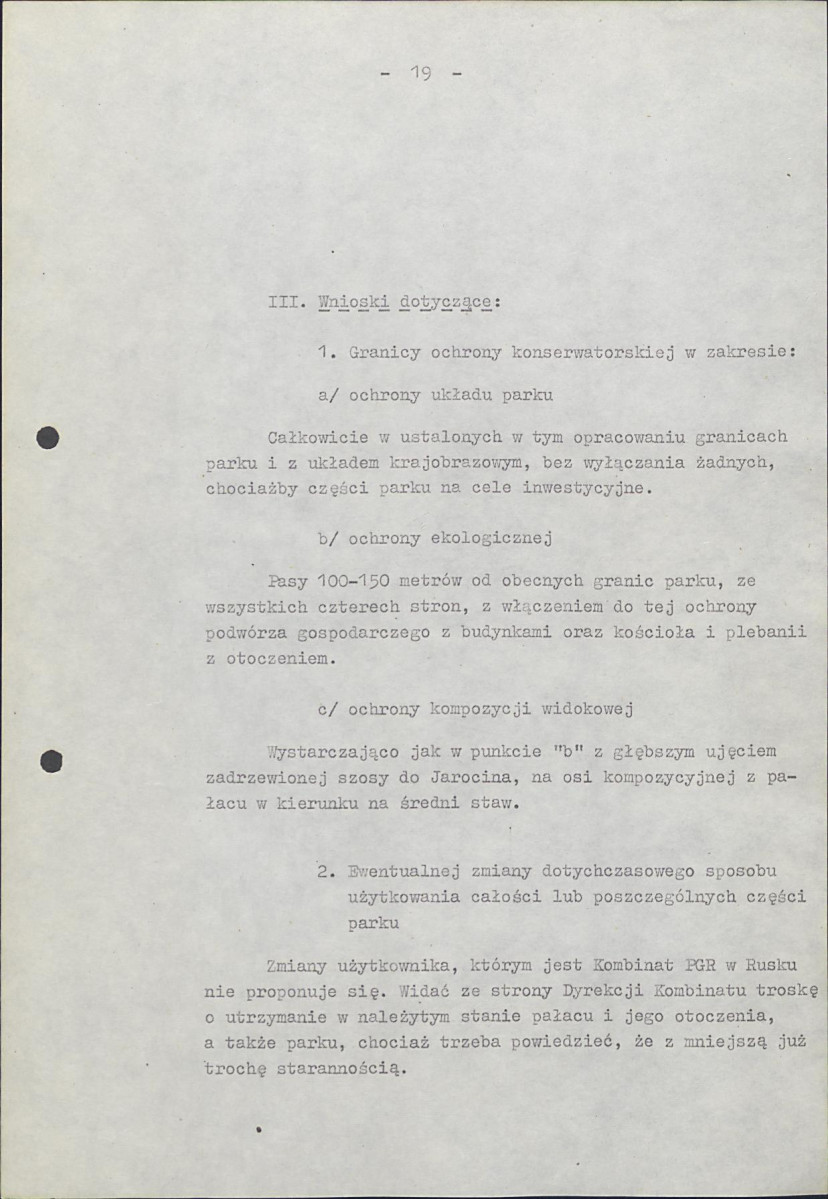 - 19 -
III. Wnioski dotyczące:
1. Granicy ochrony konserwatorskiej w zakresie:
a/ ochrony układu parku
Całkowicie w ustalonych w tym opracowaniu granicach
parku i z układem krajobrazowym, bez wyłączania żadnych,
chociażby części parku na cele inwestycyjne.
b/ ochrony ekologicznej
Pasy 100-150 metrów od obecnych granic parku, ze
wszystkich czterech stron, z włączeniem do tej ochrony
podwórza gospodarczego z budynkami oraz kościoła i plebanii
z otoczeniem.
c/ ochrony kompozycji widokowej
Wystarczająco jak w punkcie "b" z głębszym ujęciem
zadrzewionej szosy do Jarocina, na osi kompozycyjnej z pa-
łacu w kierunku na średni staw.
2. Ewentualnej zmiany dotychczasowego sposobu
użytkowania całości lub poszczególnych części
parku
Zmiany użytkownika, którym jest Kombinat PGR w Rusku
nie proponuje się. Widać ze strony Dyrekcji Kombinatu troskę
o utrzymanie w należytym stanie pałacu i jego otoczenia,
a także parku, chociaż trzeba powiedzieć, że z mniejszą już
trochę starannością.